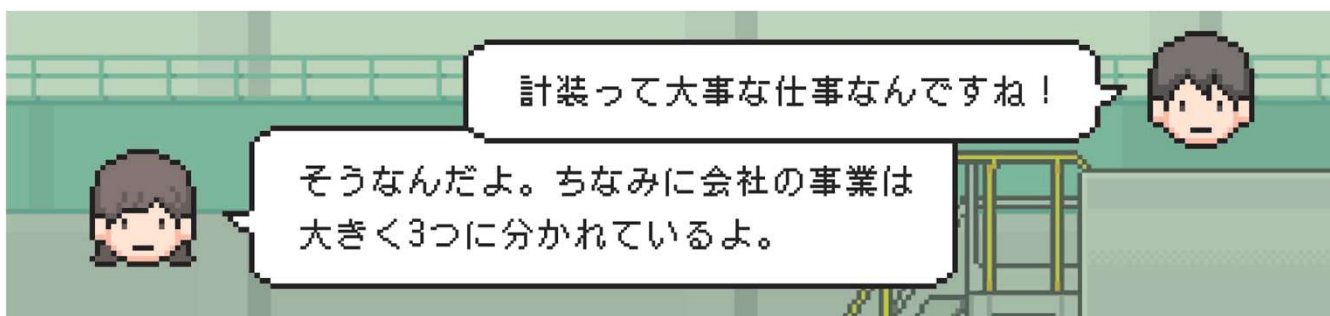 計装って大事な仕事なんですね！
そうなんだよ。ちなみに会社の事業は
大きく3つに分かれているよ。